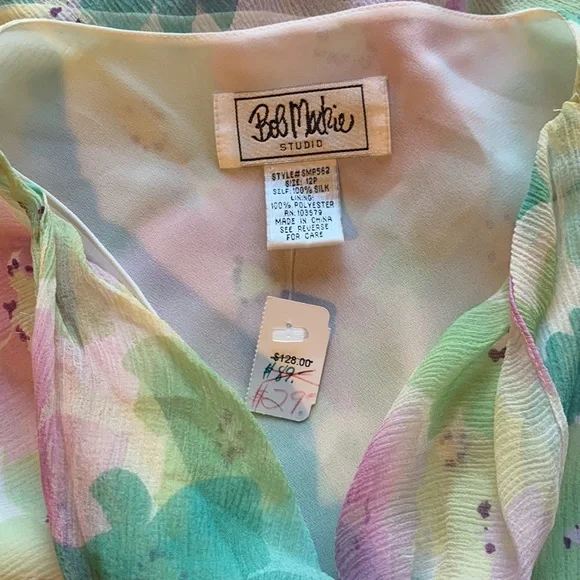 Bob Mackie
STUDIO
STYLE# SMP562
SIZE: 12P
SELF: 100% SILK
LINING:
100% POLYESTER
RN: 103579
MADE IN CHINA
SEE REVERSE
FOR CARE
$128.00
$89.
$29.